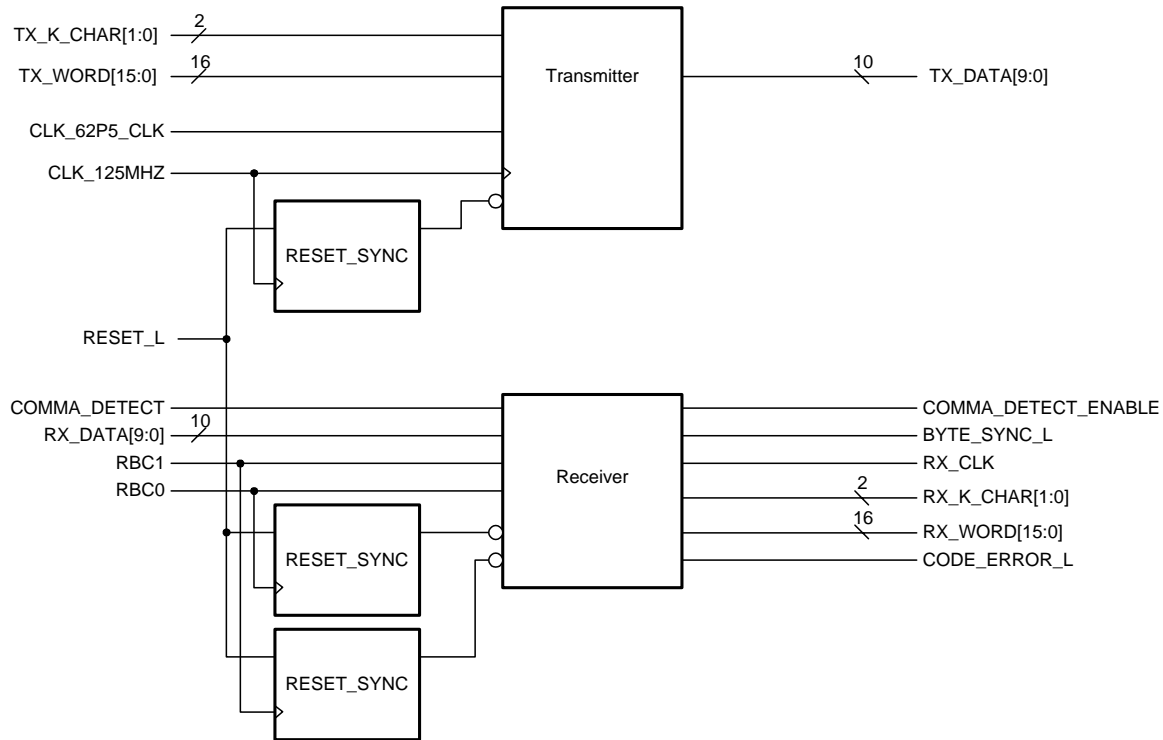 2
TX_K_CHAR[1:0]
16
TX_WORD[15:0]
Transmitter
10
TX_DATA[9:0]
CLK_62P5_CLK
CLK_125MHZ
RESET_SYNC
RESET_L
COMMA_DETECT
10
RX_DATA[9:0]
RBC1
RBC0
Receiver
COMMA_DETECT_ENABLE
BYTE_SYNC_L
RX_CLK
2
RX_K_CHAR[1:0]
16
RX_WORD[15:0]
CODE_ERROR_L
RESET_SYNC
RESET_SYNC